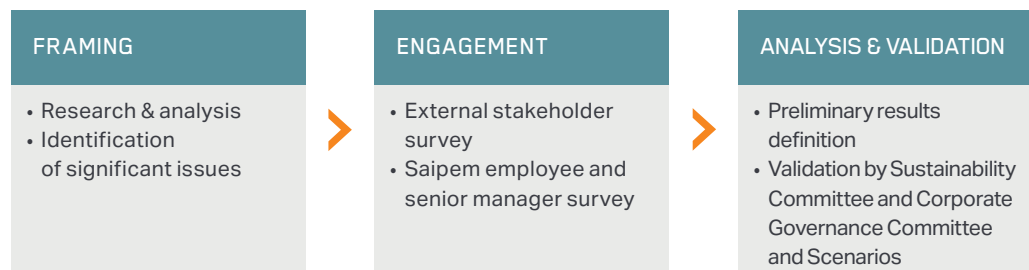 FRAMING
• Research & analysis
• Identification
of significant issues
ENGAGEMENT
• External stakeholder
survey
• Saipem employee and
senior manager survey
ANALYSIS & VALIDATION
• Preliminary results
definition
• Validation by Sustainability
Committee and Corporate
Governance Committee
and Scenarios